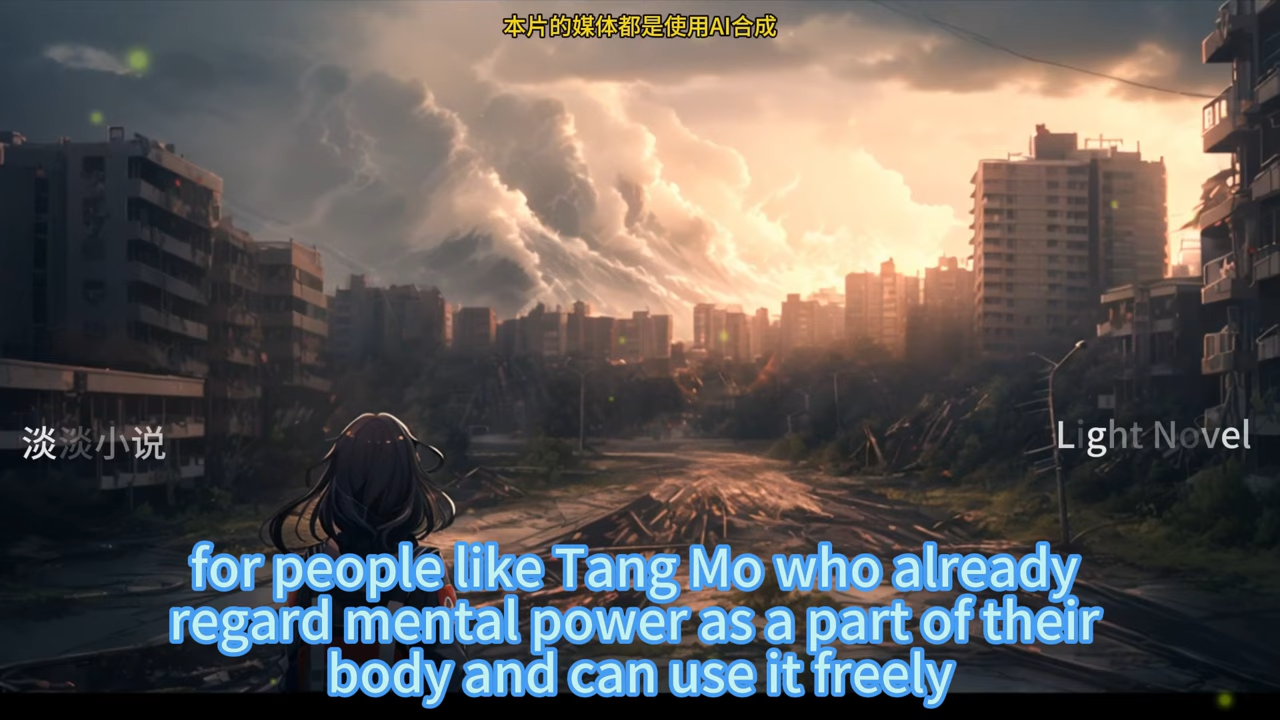 本片的媒体都是使用AI合成
淡淡小说
Light Novel
for people like Tang Mo who already
regard mental power as a part of their
body and can use it freely